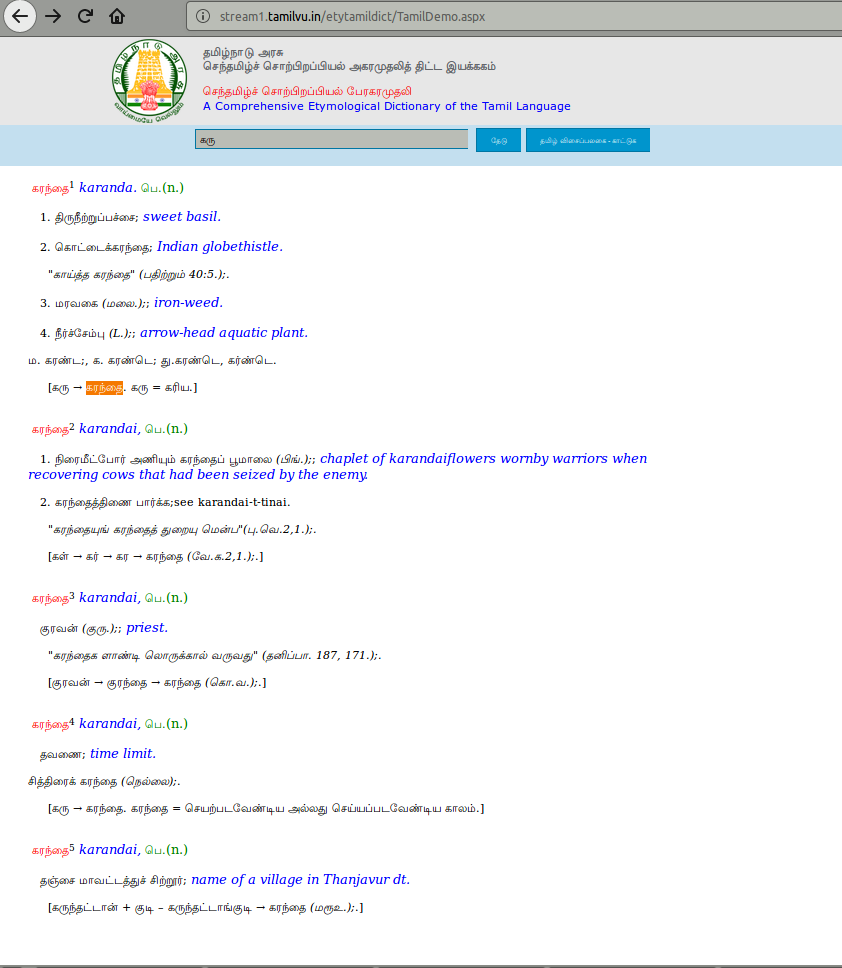 stream1.tamilvu.in/etytamildict/TamilDemo.aspx
தமிழ்நாடு அரசு
வாய்மையே வெல்லும்
தமிழ்நாடு அரசு
செந்தமிழ்ச் சொற்பிறப்பியல் அகரமுதலித் திட்ட இயக்ககம்
செந்தமிழ்ச் சொற்பிறப்பியல் பேரகரமுதலி
A Comprehensive Etymological Dictionary of the Tamil Language
கரு தேடு தமிழ் விசைப்பலகை - காட்டுக
கரந்தை1 karanda. பெ.(n.)
1. திருநீற்றுப்பச்சை; sweet basil.
2. கொட்டைக்கரந்தை; Indian globethistle.
"காய்த்த கரந்தை" (பதிற்றும் 40:5.);.
3. மரவகை (மலை.);; iron-weed.
4. நீர்ச்சேம்பு (L.);; arrow-head aquatic plant.
ம. கரண்ட;, க. கரண்டெ; து.கரண்டெ, கர்ண்டெ.
[கரு → கரந்தை. கரு = கரிய.]
கரந்தை2 karandai, பெ.(n.)
1. நிரைமீட்போர் அணியும் கரந்தைப் பூமாலை (பிங்.);; chaplet of karandaiflowers wornby warriors when
recovering cows that had been seized by the enemy.
2. கரந்தைத்திணை பார்க்க;see karandai-t-tinai.
"கரந்தையுங் கரந்தைத் துறையு மென்ப"(பு.வெ.2,1.);.
[கள் → கர் → கர → கரந்தை (வே.க.2,1.);.]
கரந்தை3 karandai, பெ.(n.)
குரவன் (குரு.);; priest.
"கரந்தைக ளாண்டி லொருக்கால் வருவது" (தனிப்பா. 187, 171.);.
[குரவன் → குரந்தை → கரந்தை (கொ.வ.);.]
கரந்தை4 karandai, பெ.(n.)
தவணை; time limit.
சித்திரைக் கரந்தை (நெல்லை);.
[கரு → கரந்தை. கரந்தை = செயற்படவேண்டிய அல்லது செய்யப்படவேண்டிய காலம்.]
கரந்தை5 karandai, பெ.(n.)
தஞ்சை மாவட்டத்துச் சிற்றூர்; name of a village in Thanjavur dt.
[கருந்தட்டான் + குடி – கருந்தட்டாங்குடி → கரந்தை (மரூஉ.);.]